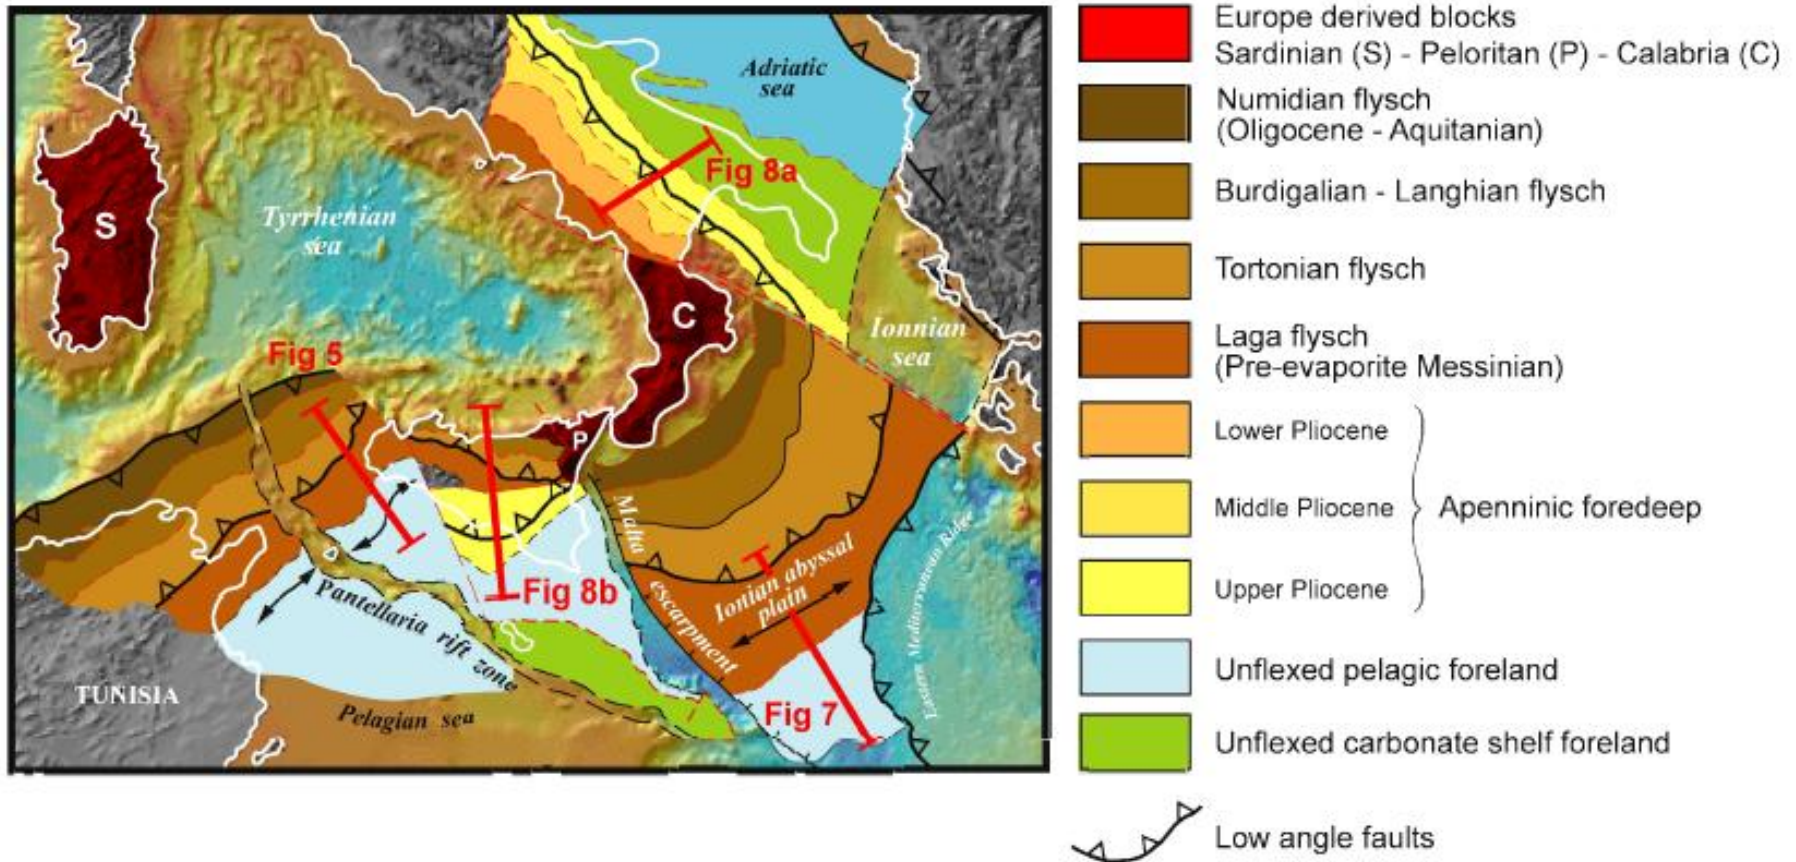 Adriatic
sea
Fig 8a
S
Tyrrhenian
sea
C
Ionnian
sea
Fig 5
P
Malta
escarpment
Ionian abyssal
plain
Eastern Mediterranean Ridge
Fig 8b
Pantellaria rift zone
TUNISIA
Pelagian sea
Fig 7
Europe derived blocks
Sardinian (S) - Peloritan (P) - Calabria (C)
Numidian flysch
(Oligocene - Aquitanian)
Burdigalian - Langhian flysch
Tortonian flysch
Laga flysch
(Pre-evaporite Messinian)
Lower Pliocene
Middle Pliocene
Apenninic foredeep
Upper Pliocene
Unflexed pelagic foreland
Unflexed carbonate shelf foreland
Low angle faults